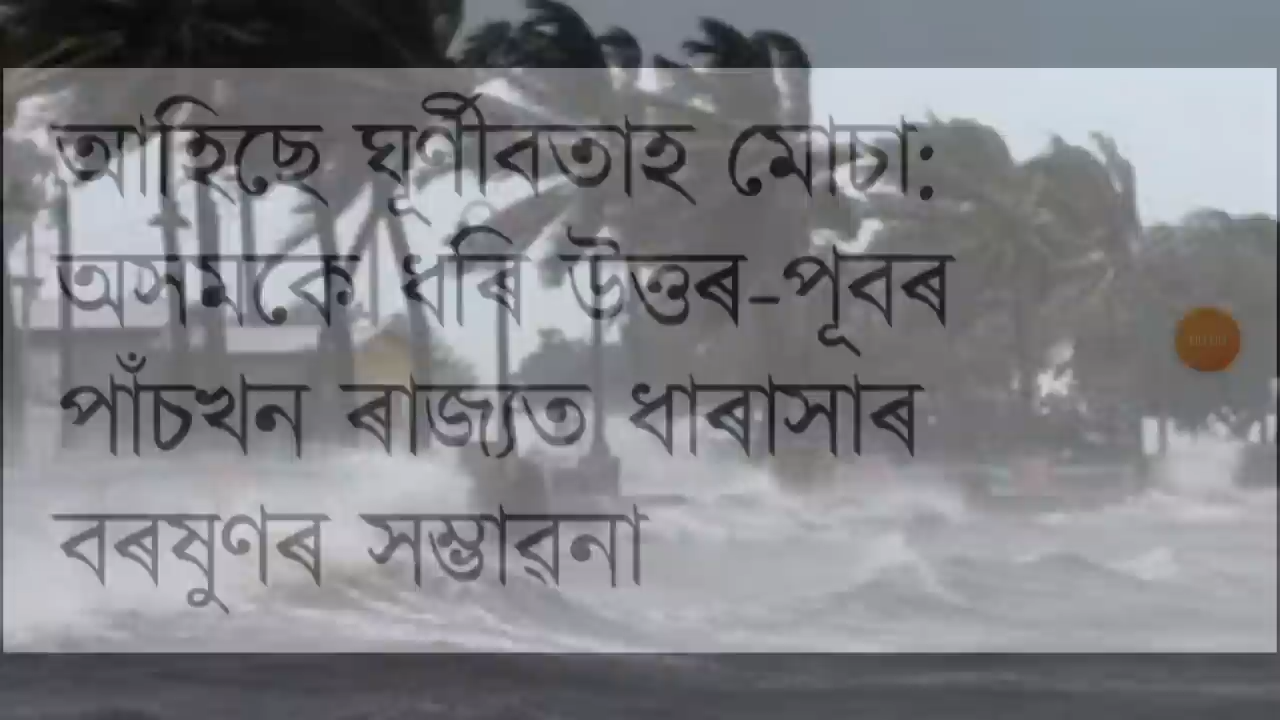 আহিছে ঘূৰ্ণীবতাহ মোচা:
অসমকে ধৰি উত্তৰ-পূবৰ
পাঁচখন ৰাজ্যত ধাৰাসাৰ
বৰষুণৰ সম্ভাৱনা